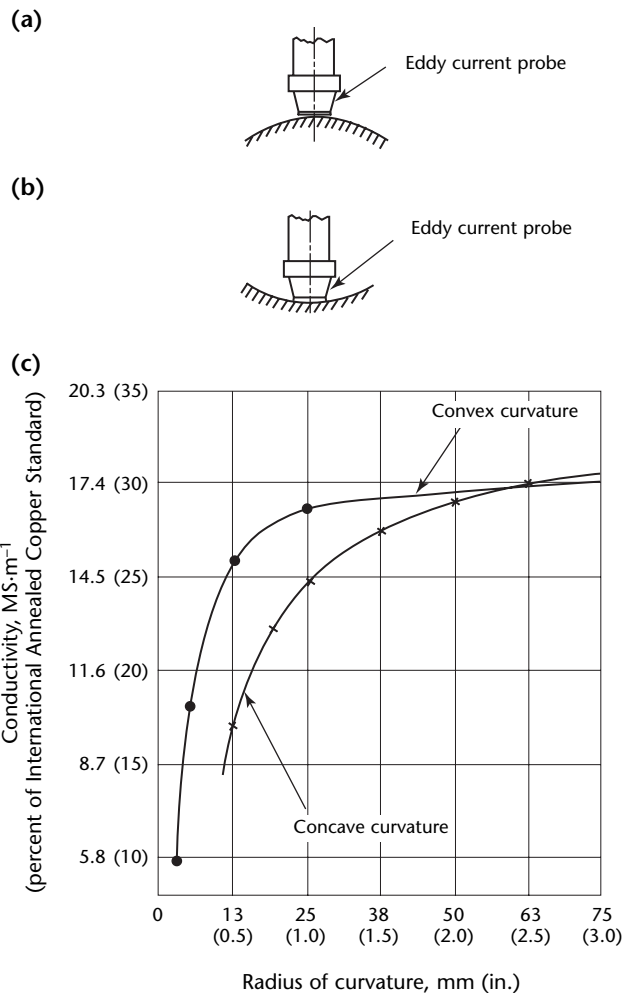 (a)
Eddy current probe
(b)
Eddy current probe
(c)
Conductivity, MS·m⁻¹
(percent of International Annealed Copper Standard)
20.3 (35)
17.4 (30)
14.5 (25)
11.6 (20)
8.7 (15)
5.8 (10)
Convex curvature
Concave curvature
0 13 25 38 50 63 75
(0.5) (1.0) (1.5) (2.0) (2.5) (3.0)
Radius of curvature, mm (in.)